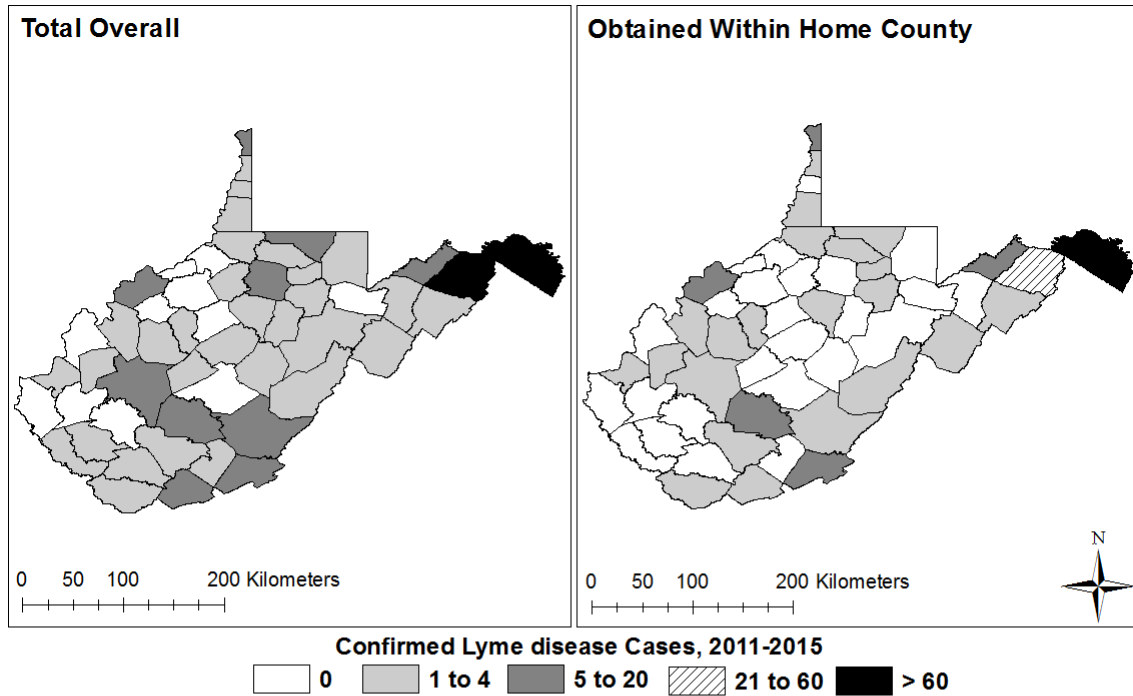 Total Overall
Obtained Within Home County
0 50 100 200 Kilometers
0 50 100 200 Kilometers
N
Confirmed Lyme disease Cases, 2011-2015
0 1 to 4 5 to 20 21 to 60 > 60